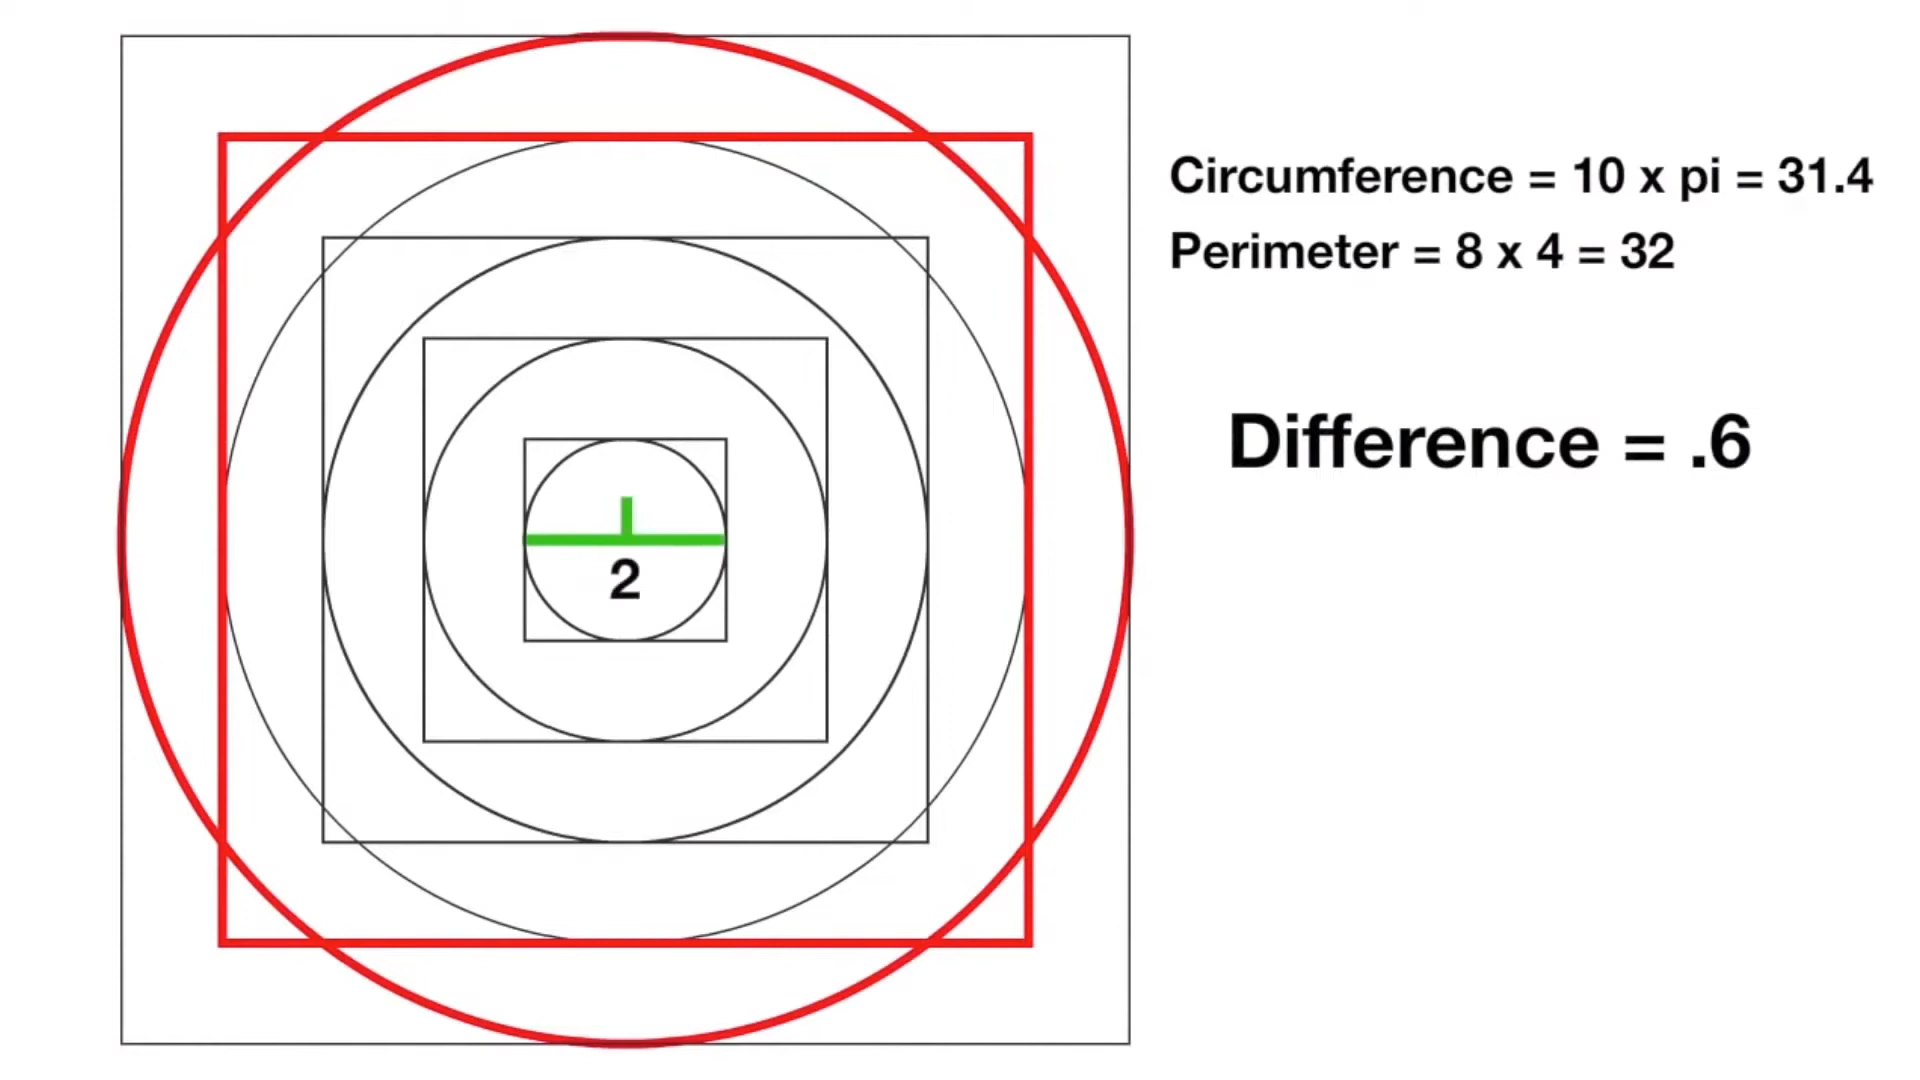 Circumference = 10 x pi = 31.4
Perimeter = 8 x 4 = 32
Difference = .6
2